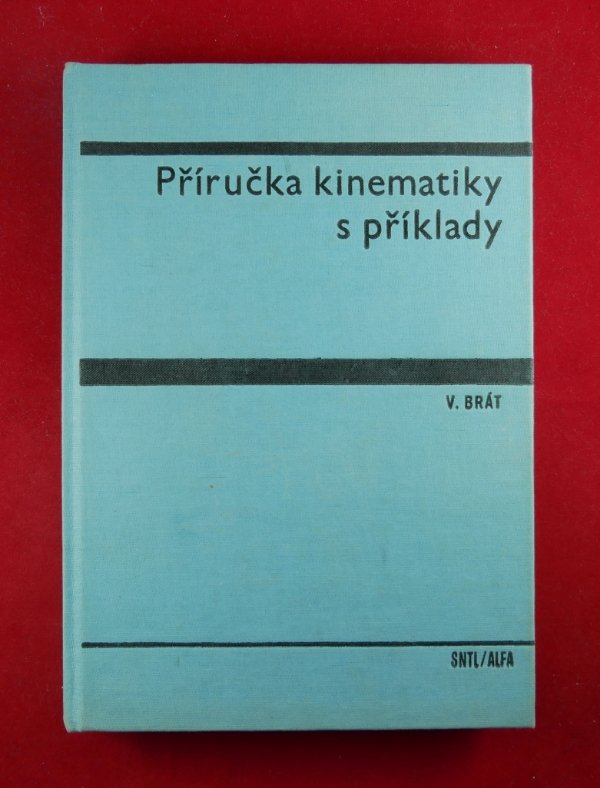 Příručka kinematiky
s příklady
V. BRÁT
SNTL/ALFA